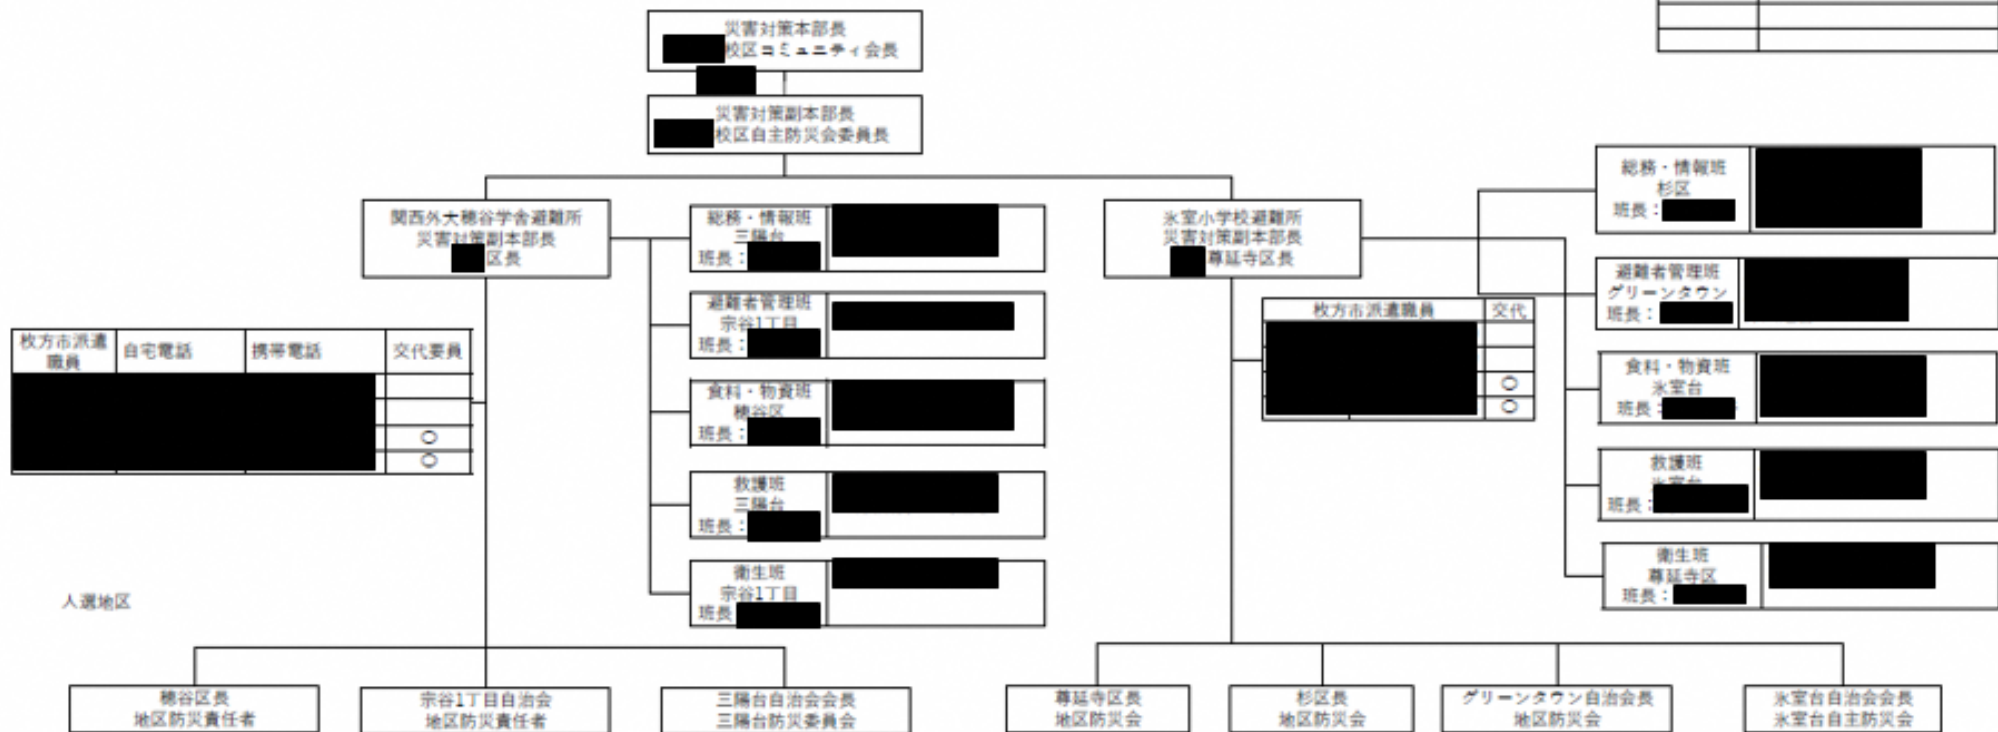 災害対策本部長
校区コミュニティ会長
災害対策副本部長
校区自主防災会委員長
関西外大穂谷学舎避難所
災害対策副本部長
区長
総務・情報班
三陽台
班長：
避難者管理班
宗谷1丁目
班長：
食料・物資班
穂谷区
班長：
救護班
三陽台
班長：
衛生班
宗谷1丁目
班長
枚方市派遣
職員
自宅電話
携帯電話
交代要員
○
○
氷室小学校避難所
災害対策副本部長
尊延寺区長
枚方市派遣職員
交代
○
○
総務・情報班
杉区
班長：
避難者管理班
グリーンタウン
班長：
食料・物資班
氷室台
班長：
救護班
氷室台
班長：
衛生班
尊延寺区
班長：
人選地区
穂谷区長
地区防災責任者
宗谷1丁目自治会
地区防災責任者
三陽台自治会会長
三陽台防災委員会
尊延寺区長
地区防災会
杉区長
地区防災会
グリーンタウン自治会長
地区防災会
氷室台自治会会長
氷室台自主防災会